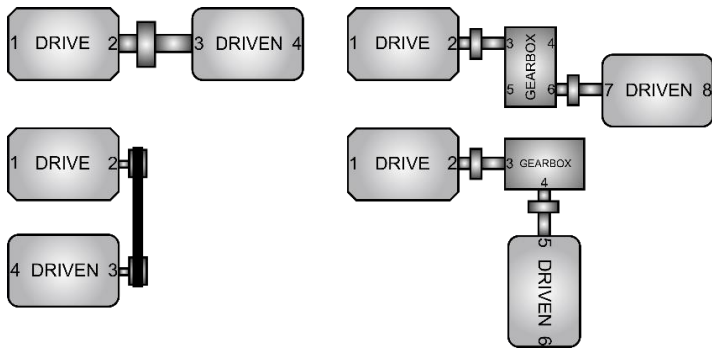 1 DRIVE 2 3 DRIVEN 4
1 DRIVE 2 3 4
GEARBOX
5 6 7 DRIVEN 8
1 DRIVE 2
4 DRIVEN 3
1 DRIVE 2 3 GEARBOX
4
5
DRIVEN
6